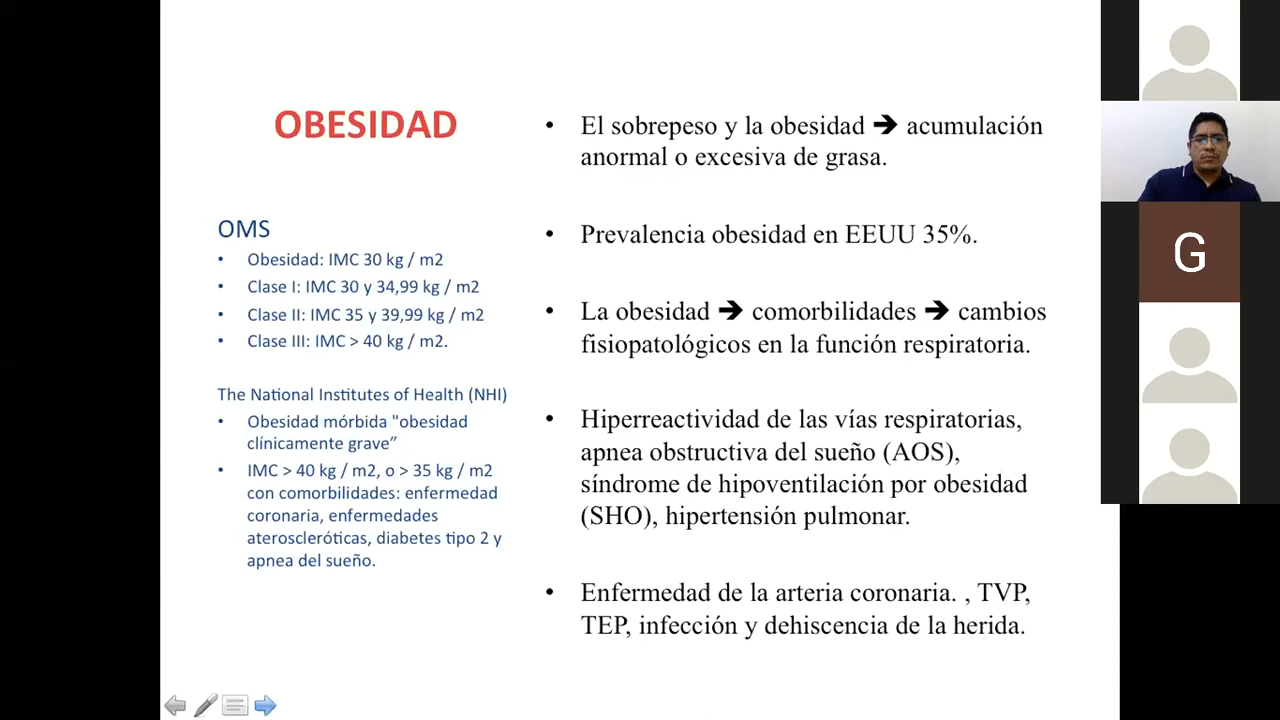 OBESIDAD
OMS
• Obesidad: IMC 30 kg / m2
• Clase I: IMC 30 y 34,99 kg / m2
• Clase II: IMC 35 y 39,99 kg / m2
• Clase III: IMC > 40 kg / m2.
The National Institutes of Health (NHI)
• Obesidad mórbida "obesidad
clínicamente grave”
• IMC > 40 kg / m2, o > 35 kg / m2
con comorbilidades: enfermedad
coronaria, enfermedades
ateroscleróticas, diabetes tipo 2 y
apnea del sueño.
• El sobrepeso y la obesidad ➔ acumulación
anormal o excesiva de grasa.
• Prevalencia obesidad en EEUU 35%.
• La obesidad ➔ comorbilidades ➔ cambios
fisiopatológicos en la función respiratoria.
• Hiperreactividad de las vías respiratorias,
apnea obstructiva del sueño (AOS),
síndrome de hipoventilación por obesidad
(SHO), hipertensión pulmonar.
• Enfermedad de la arteria coronaria. , TVP,
TEP, infección y dehiscencia de la herida.
G